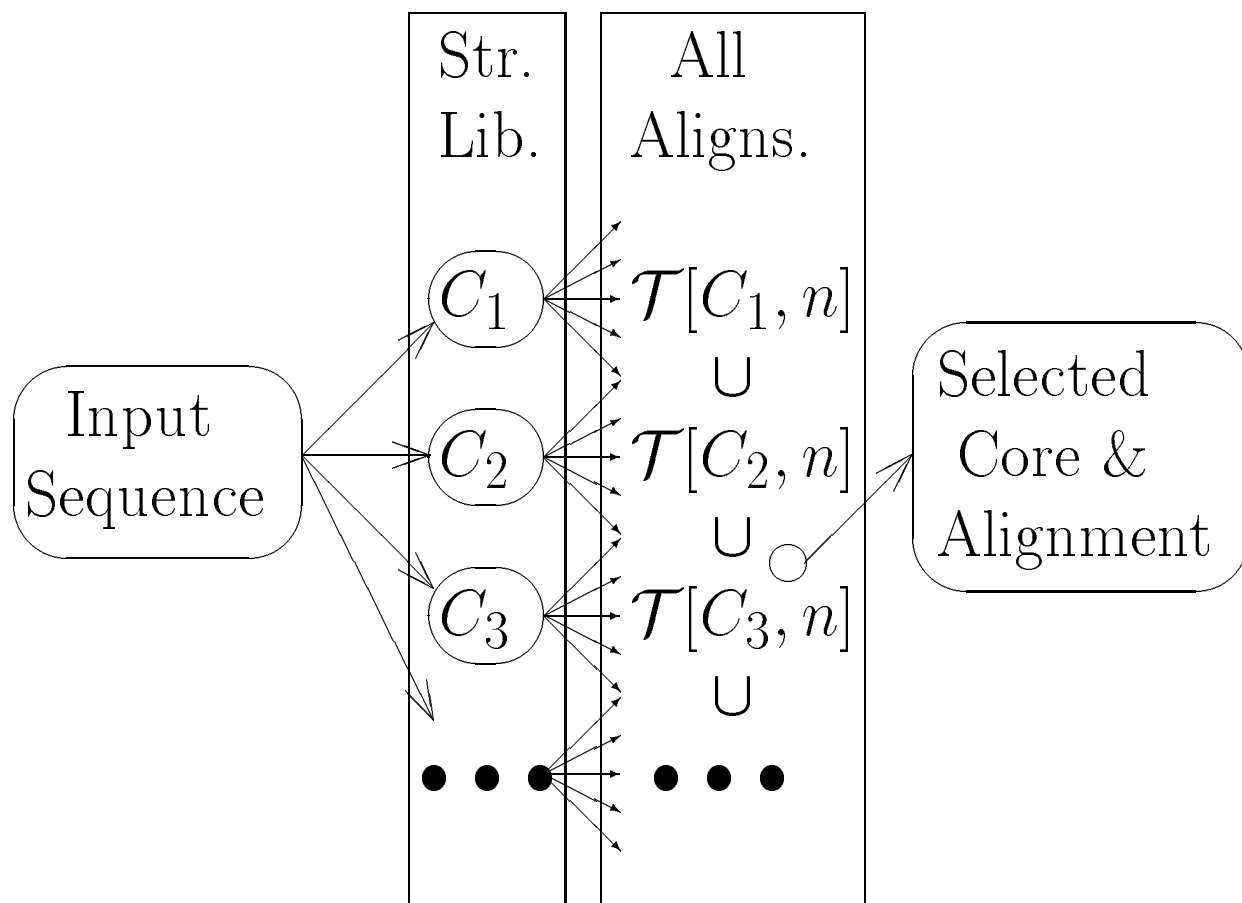 Str.
Lib.
All
Aligns.
Input
Sequence
C₁
C₂
C₃
• • •
𝒯[C₁, n]
∪
𝒯[C₂, n]
∪
𝒯[C₃, n]
∪
• • •
Selected
Core &
Alignment